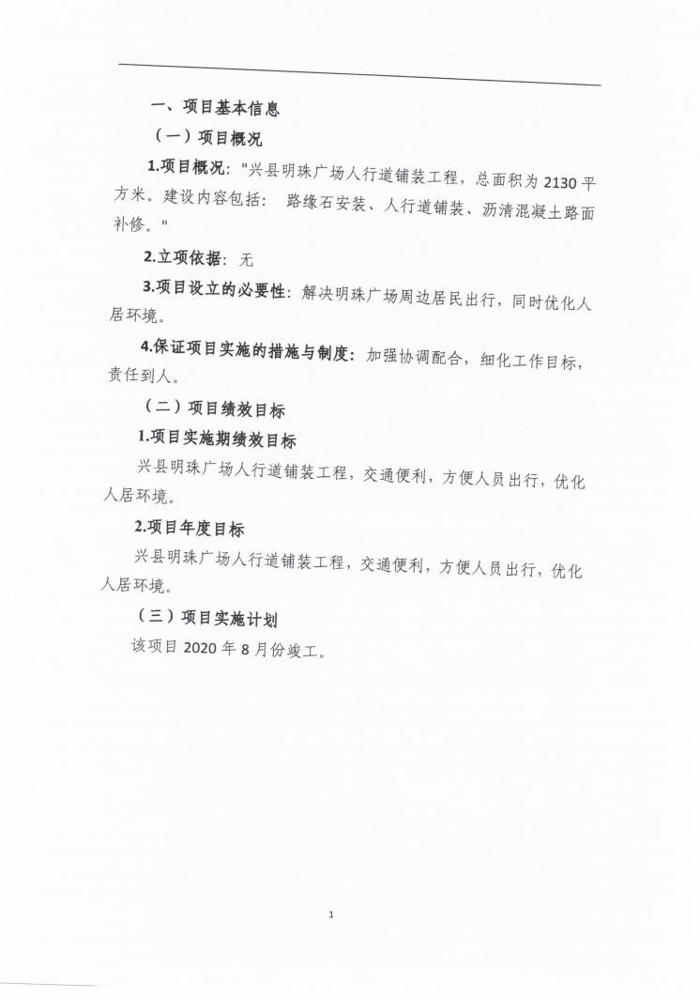 一、项目基本信息
（一）项目概况
1.项目概况："兴县明珠广场人行道铺装工程，总面积为 2130 平
方米。建设内容包括： 路缘石安装、人行道铺装、沥清混凝土路面
补修。"
2.立项依据：无
3.项目设立的必要性：解决明珠广场周边居民出行，同时优化人
居环境。
4.保证项目实施的措施与制度：加强协调配合，细化工作目标，
责任到人。
（二）项目绩效目标
1.项目实施期绩效目标
兴县明珠广场人行道铺装工程，交通便利，方便人员出行，优化
人居环境。
2.项目年度目标
兴县明珠广场人行道铺装工程，交通便利，方便人员出行，优化
人居环境。
（三）项目实施计划
该项目 2020 年 8 月份竣工。
1